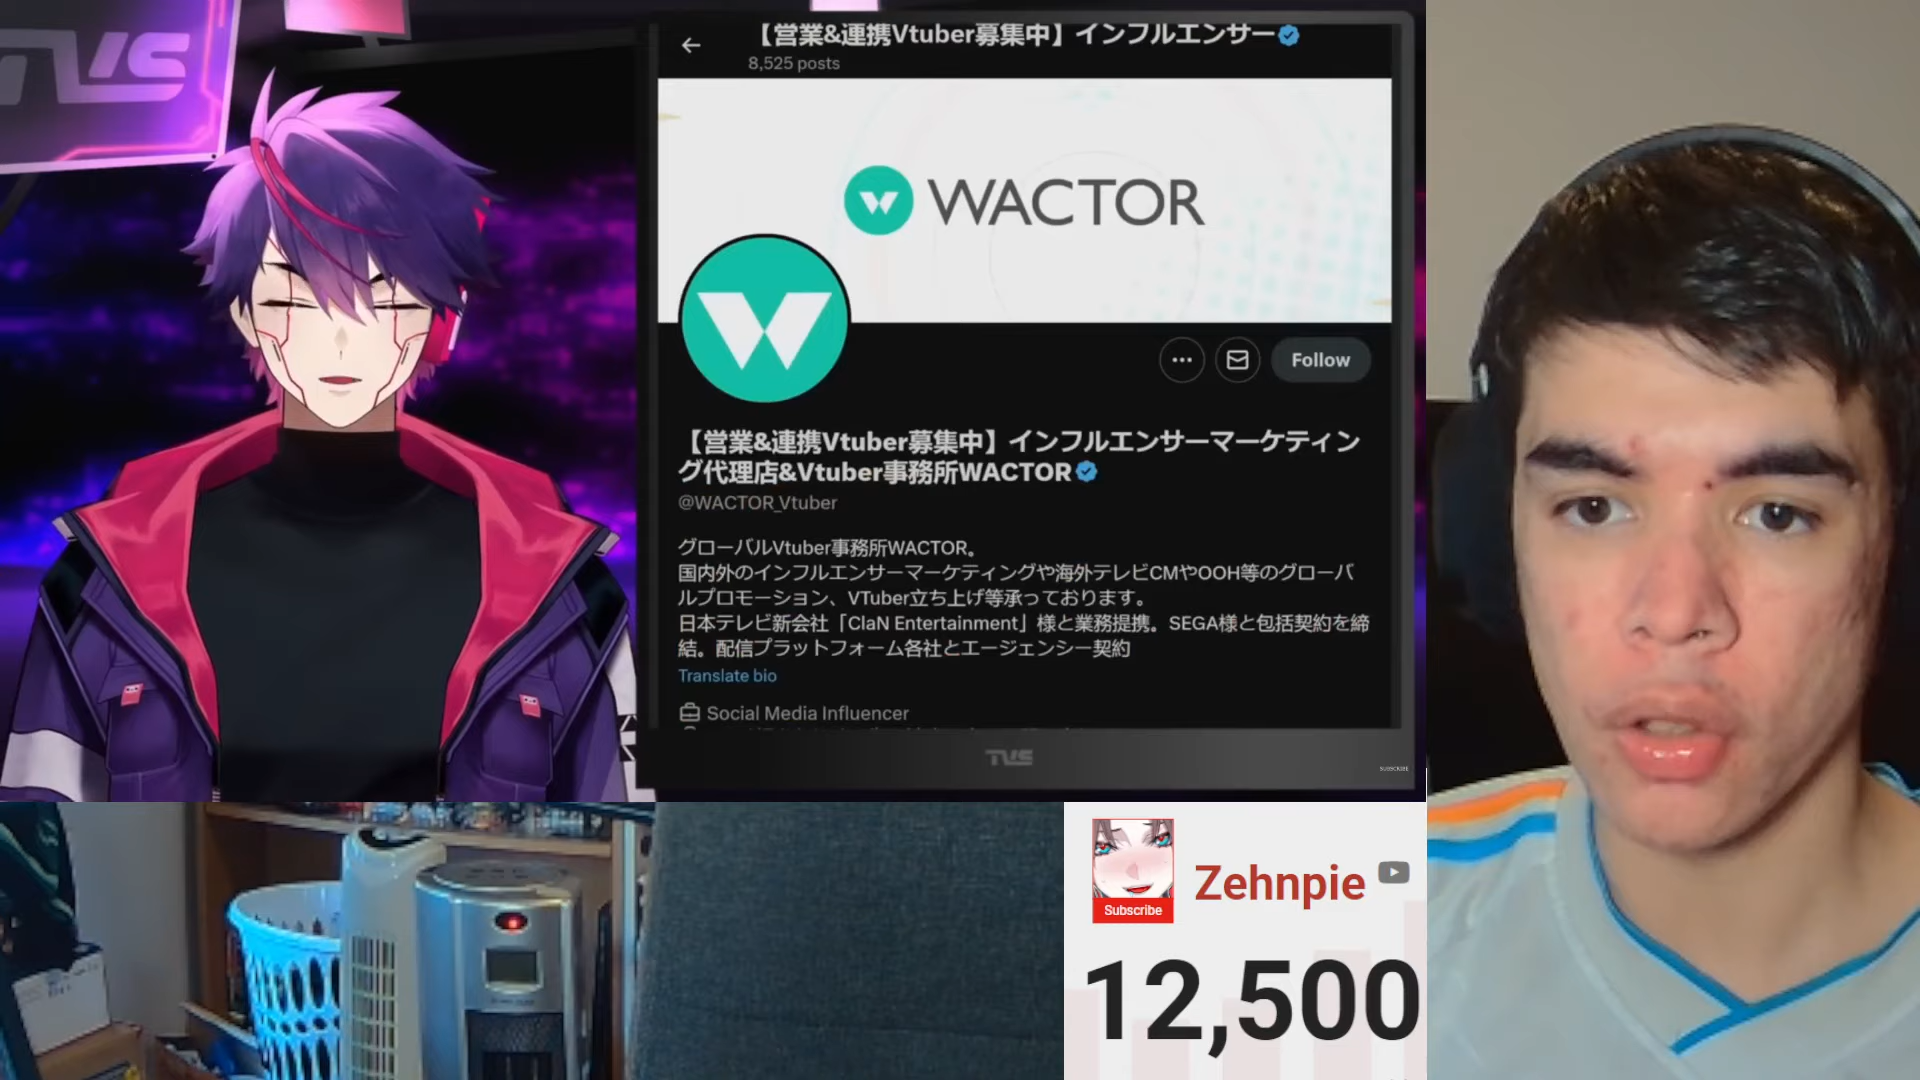 TVS
【営業&連携Vtuber募集中】インフルエンサー
8,525 posts
WACTOR
Follow
【営業&連携Vtuber募集中】インフルエンサーマーケティン
グ代理店&Vtuber事務所WACTOR
@WACTOR_Vtuber
グローバルVtuber事務所WACTOR。
国内外のインフルエンサーマーケティングや海外テレビCMやOOH等のグローバ
ルプロモーション、VTuber立ち上げ等承っております。
日本テレビ新会社「ClaN Entertainment」様と業務提携。SEGA様と包括契約を締
結。配信プラットフォーム各社とエージェンシー契約
Translate bio
Social Media Influencer
TVS
SUBSCRIBE
Zehnpie
Subscribe
12,500